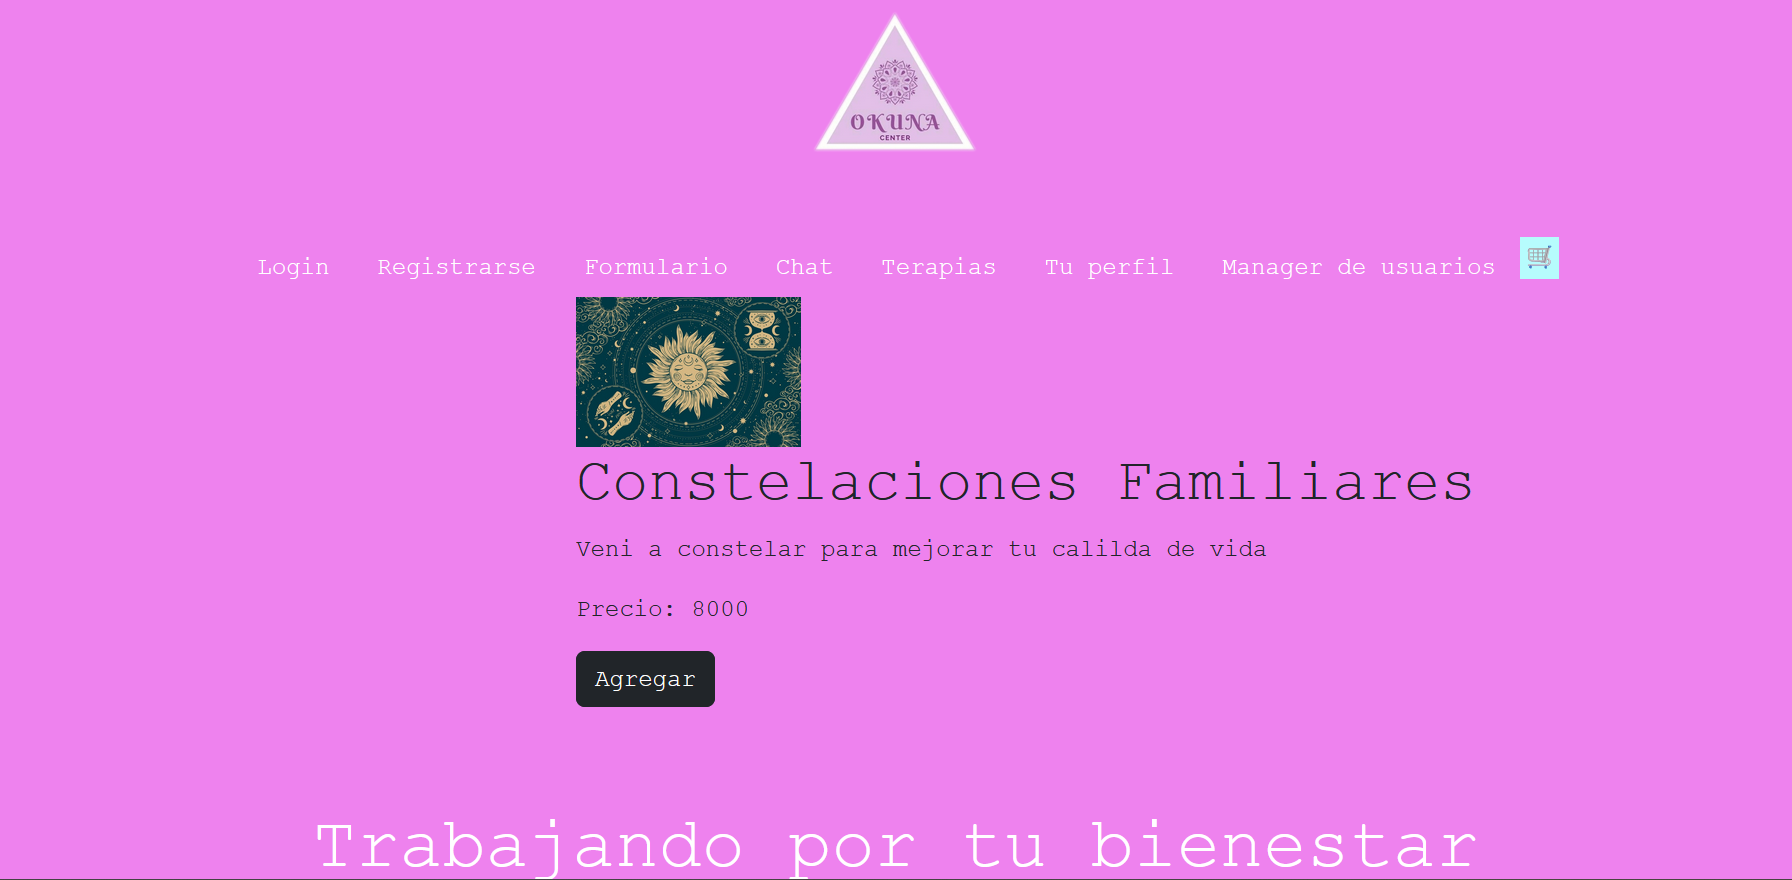 OKUNA
CENTER
Login Registrarse Formulario Chat Terapias Tu perfil Manager de usuarios
Constelaciones Familiares
Veni a constelar para mejorar tu calilda de vida
Precio: 8000
Agregar
Trabajando por tu bienestar